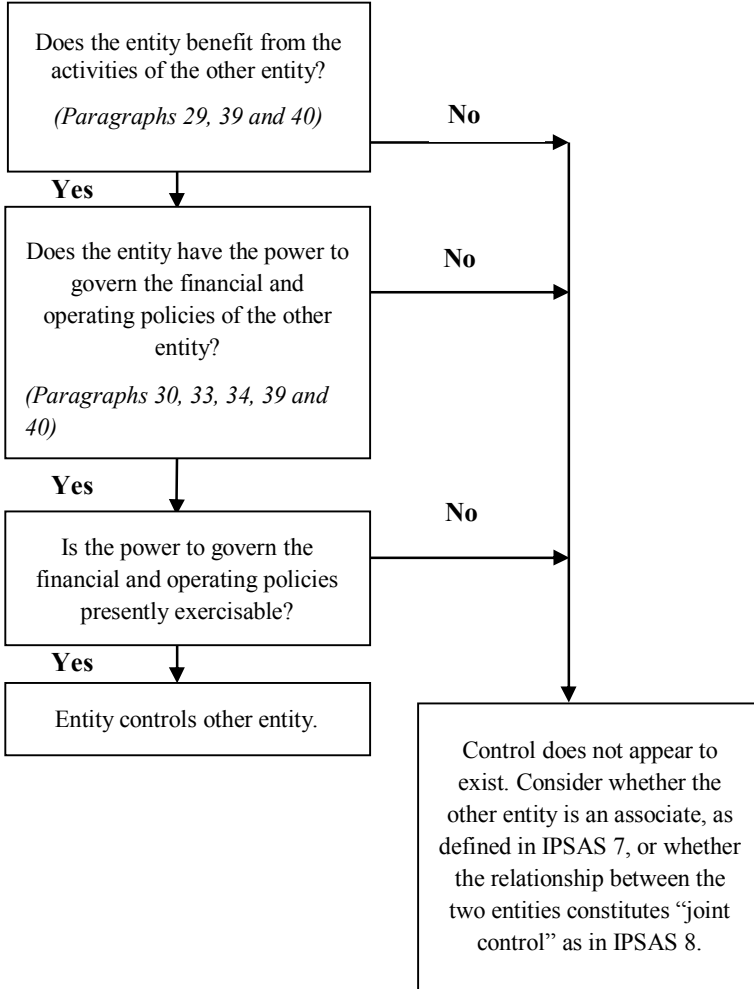 Does the entity benefit from the
activities of the other entity?
(Paragraphs 29, 39 and 40)
No
Yes
Does the entity have the power to
govern the financial and
operating policies of the other
entity?
(Paragraphs 30, 33, 34, 39 and
40)
No
Yes
Is the power to govern the
financial and operating policies
presently exercisable?
No
Yes
Entity controls other entity.
Control does not appear to
exist. Consider whether the
other entity is an associate, as
defined in IPSAS 7, or whether
the relationship between the
two entities constitutes “joint
control” as in IPSAS 8.